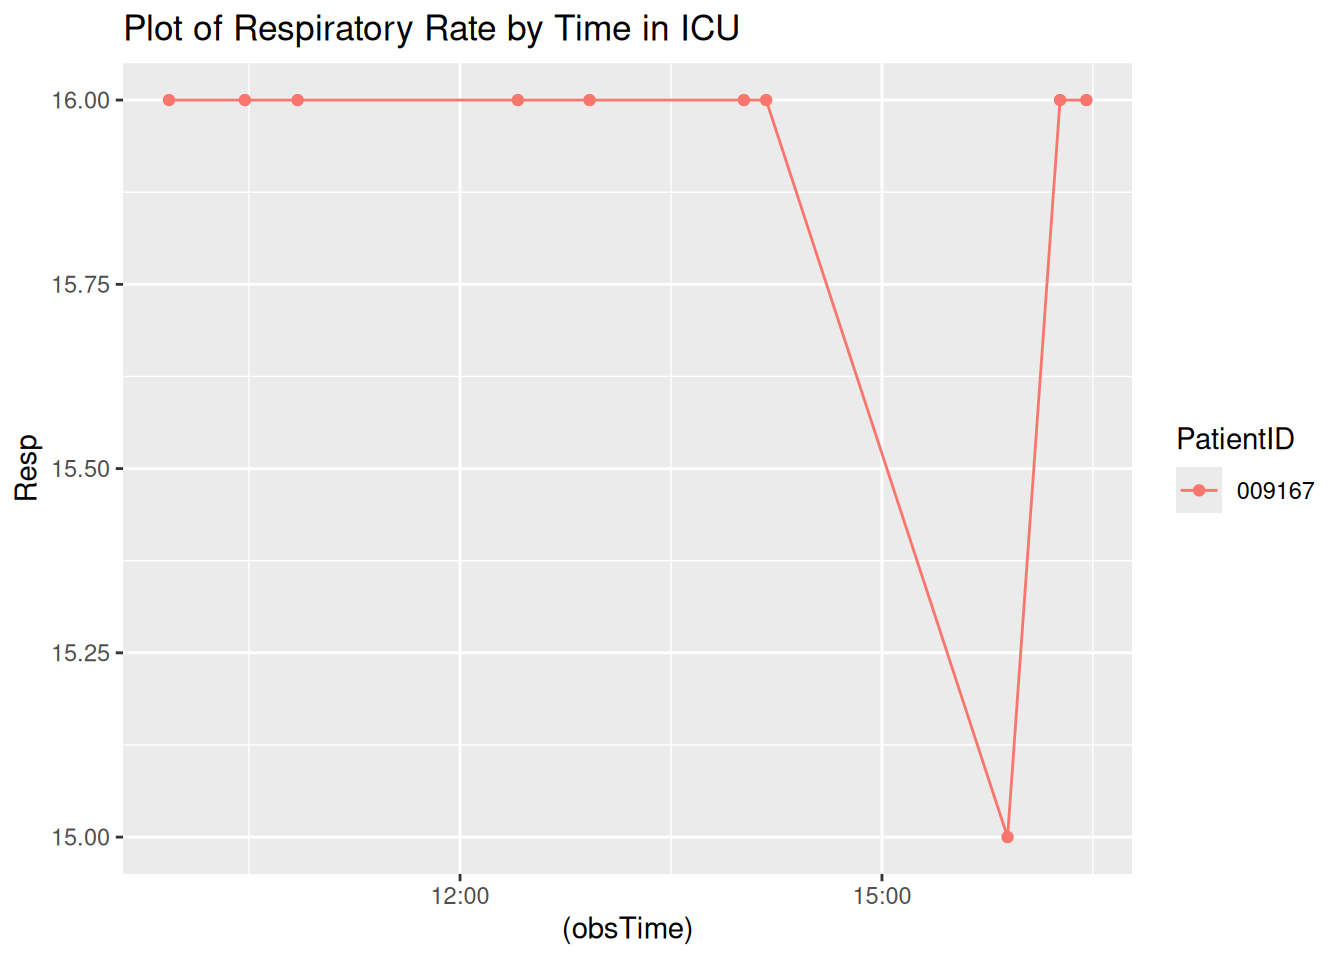 Plot of Respiratory Rate by Time in ICU
16.00
15.75
15.50
15.25
15.00
Resp
12:00
15:00
(obsTime)
PatientID
009167